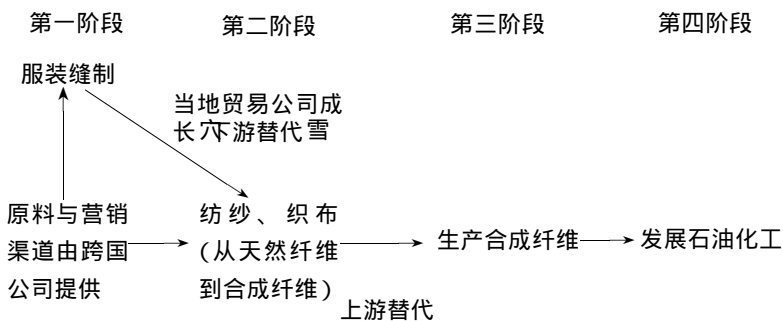 第一阶段
第二阶段
第三阶段
第四阶段
服装缝制
当地贸易公司成
长穴下游替代雪
原料与营销
渠道由跨国
公司提供
纺纱、织布
(从天然纤维
到合成纤维)
生产合成纤维
发展石油化工
上游替代